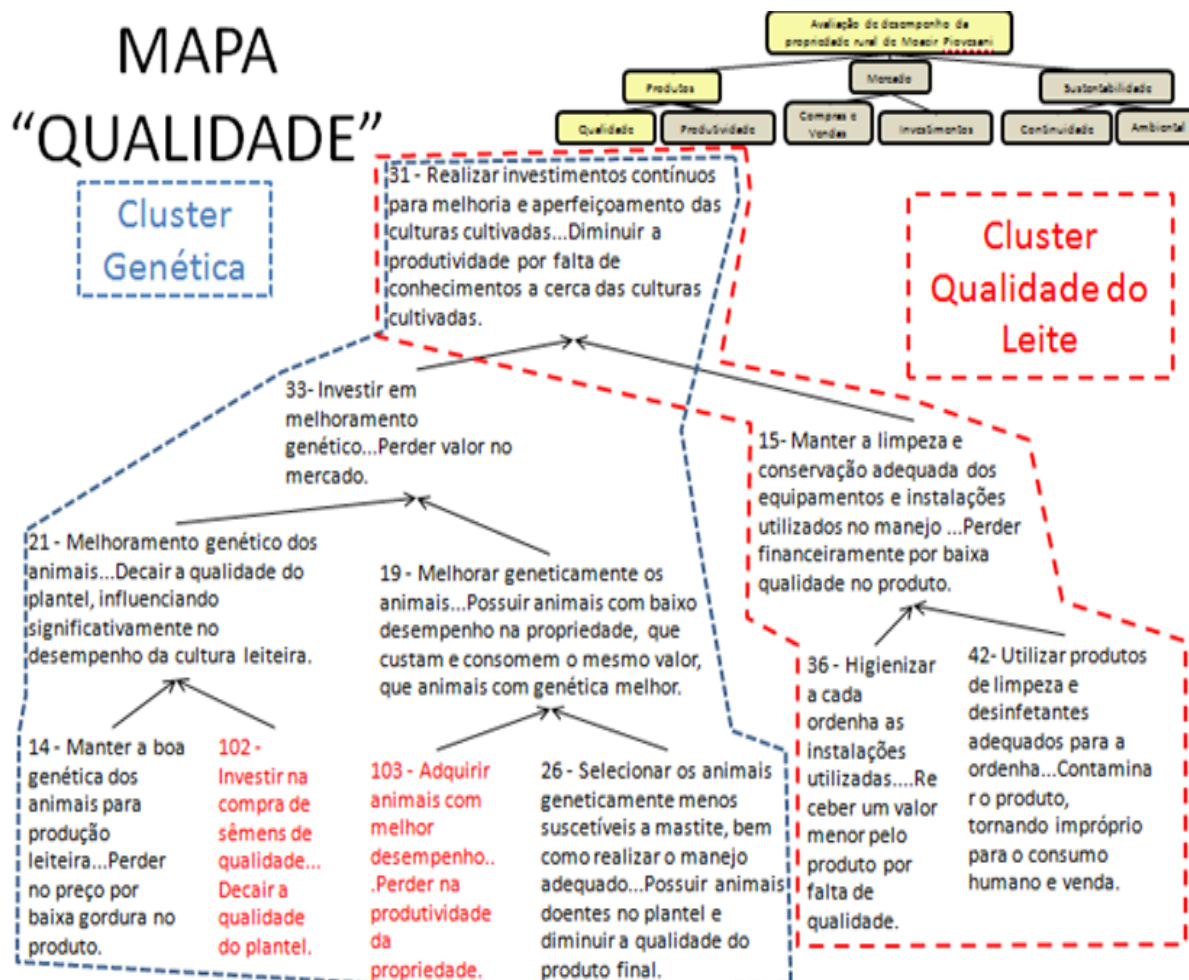 MAPA
“QUALIDADE”
Avaliação de desempenho da
propriedade rural de Moacir Piovesani
Produtos
Mercado
Sustentabilidade
Qualidade
Produtividade
Compras e
Vendas
Investimentos
Continuidade
Ambiental
Cluster
Genética
Cluster
Qualidade do
Leite
31 - Realizar investimentos contínuos
para melhoria e aperfeiçoamento das
culturas cultivadas...Diminuir a
produtividade por falta de
conhecimentos a cerca das culturas
cultivadas.
33- Investir em
melhoramento
genético...Perder valor no
mercado.
15- Manter a limpeza e
conservação adequada dos
equipamentos e instalações
utilizados no manejo ...Perder
financeiramente por baixa
qualidade no produto.
21 - Melhoramento genético dos
animais...Decair a qualidade do
plantel, influenciando
significativamente no
desempenho da cultura leiteira.
19 - Melhorar geneticamente os
animais...Possuir animais com baixo
desempenho na propriedade, que
custam e consomem o mesmo valor,
que animais com genética melhor.
36 - Higienizar
a cada
ordenha as
instalações
utilizadas....Re
ceber um valor
menor pelo
produto por
falta de
qualidade.
42- Utilizar produtos
de limpeza e
desinfetantes
adequados para a
ordenha...Contamina
r o produto,
tornando impróprio
para o consumo
humano e venda.
14 - Manter a boa
genética dos
animais para
produção
leiteira...Perder
no preço por
baixa gordura no
produto.
102 -
Investir na
compra de
sêmens de
qualidade...
Decair a
qualidade
do plantel.
103 - Adquirir
animais com
melhor
desempenho..
.Perder na
produtividade
da
propriedade.
26 - Selecionar os animais
geneticamente menos
suscetíveis a mastite, bem
como realizar o manejo
adequado...Possuir animais
doentes no plantel e
diminuir a qualidade do
produto final.